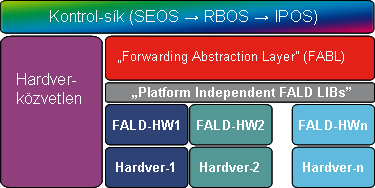 Kontrol-sík (SEOS → RBOS → IPOS)
Hardver-
közvetlen
„Forwarding Abstraction Layer” (FABL)
„Platform Independent FALD LIBs”
FALD-HW1 FALD-HW2 FALD-HWn
Hardver-1 Hardver-2 Hardver-n